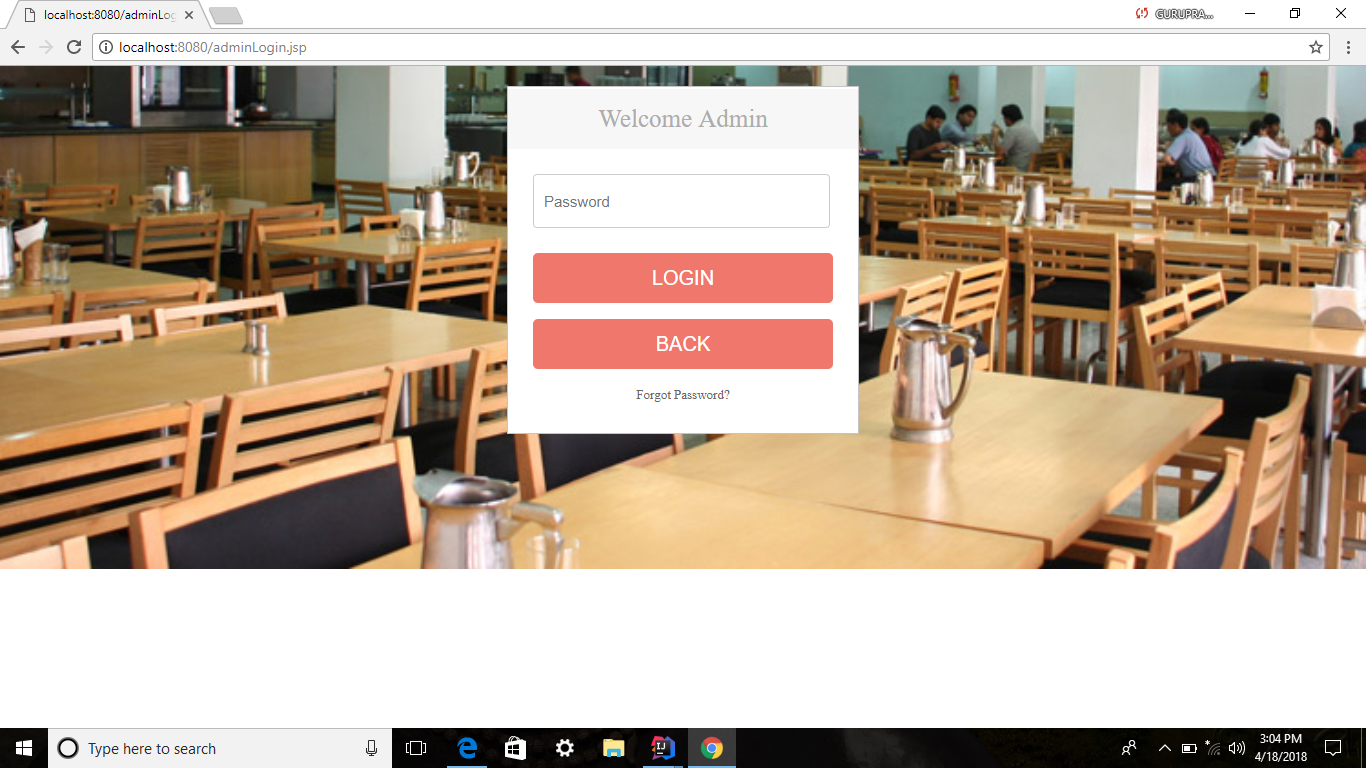 localhost:8080/adminLog
GURUPRA...
localhost:8080/adminLogin.jsp
Welcome Admin
Password
LOGIN
BACK
Forgot Password?
Type here to search
IJ
3:04 PM
4/18/2018